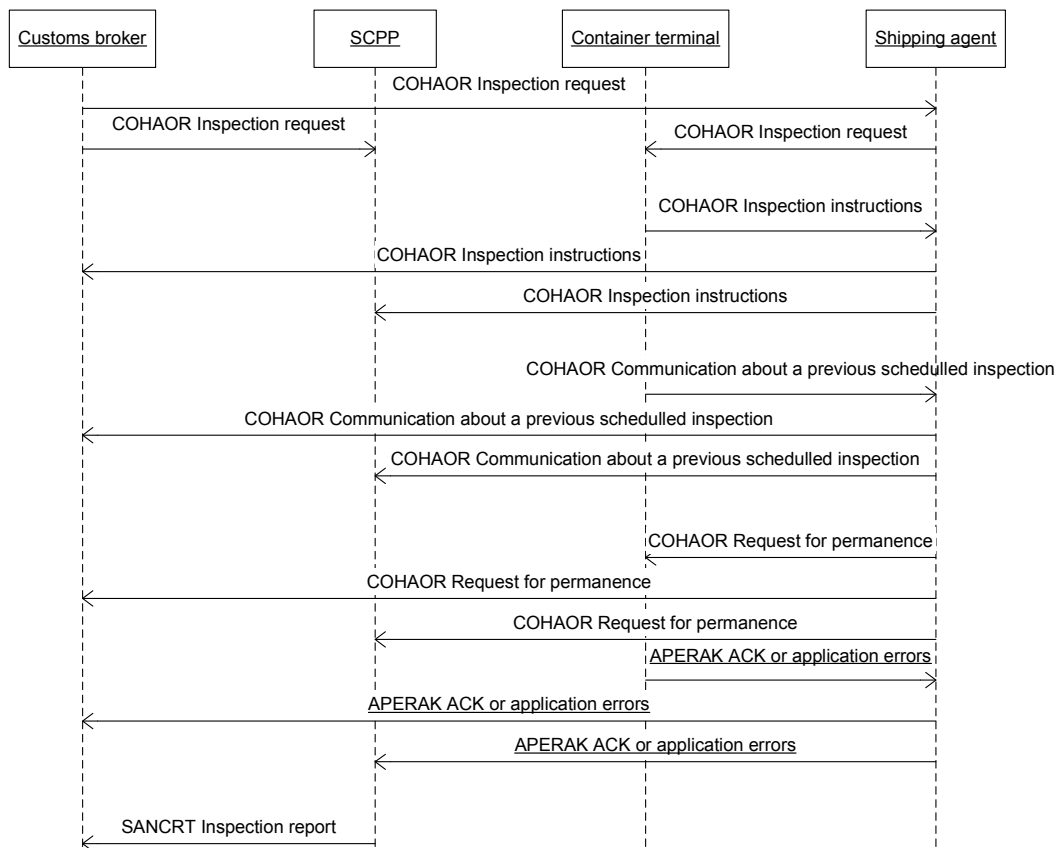 Customs broker
SCPP
Container terminal
Shipping agent
COHAOR Inspection request
COHAOR Inspection request
COHAOR Inspection request
COHAOR Inspection instructions
COHAOR Inspection instructions
COHAOR Inspection instructions
COHAOR Communication about a previous schedulled inspection
COHAOR Communication about a previous schedulled inspection
COHAOR Communication about a previous schedulled inspection
COHAOR Request for permanence
COHAOR Request for permanence
COHAOR Request for permanence
APERAK ACK or application errors
APERAK ACK or application errors
APERAK ACK or application errors
SANCRT Inspection report